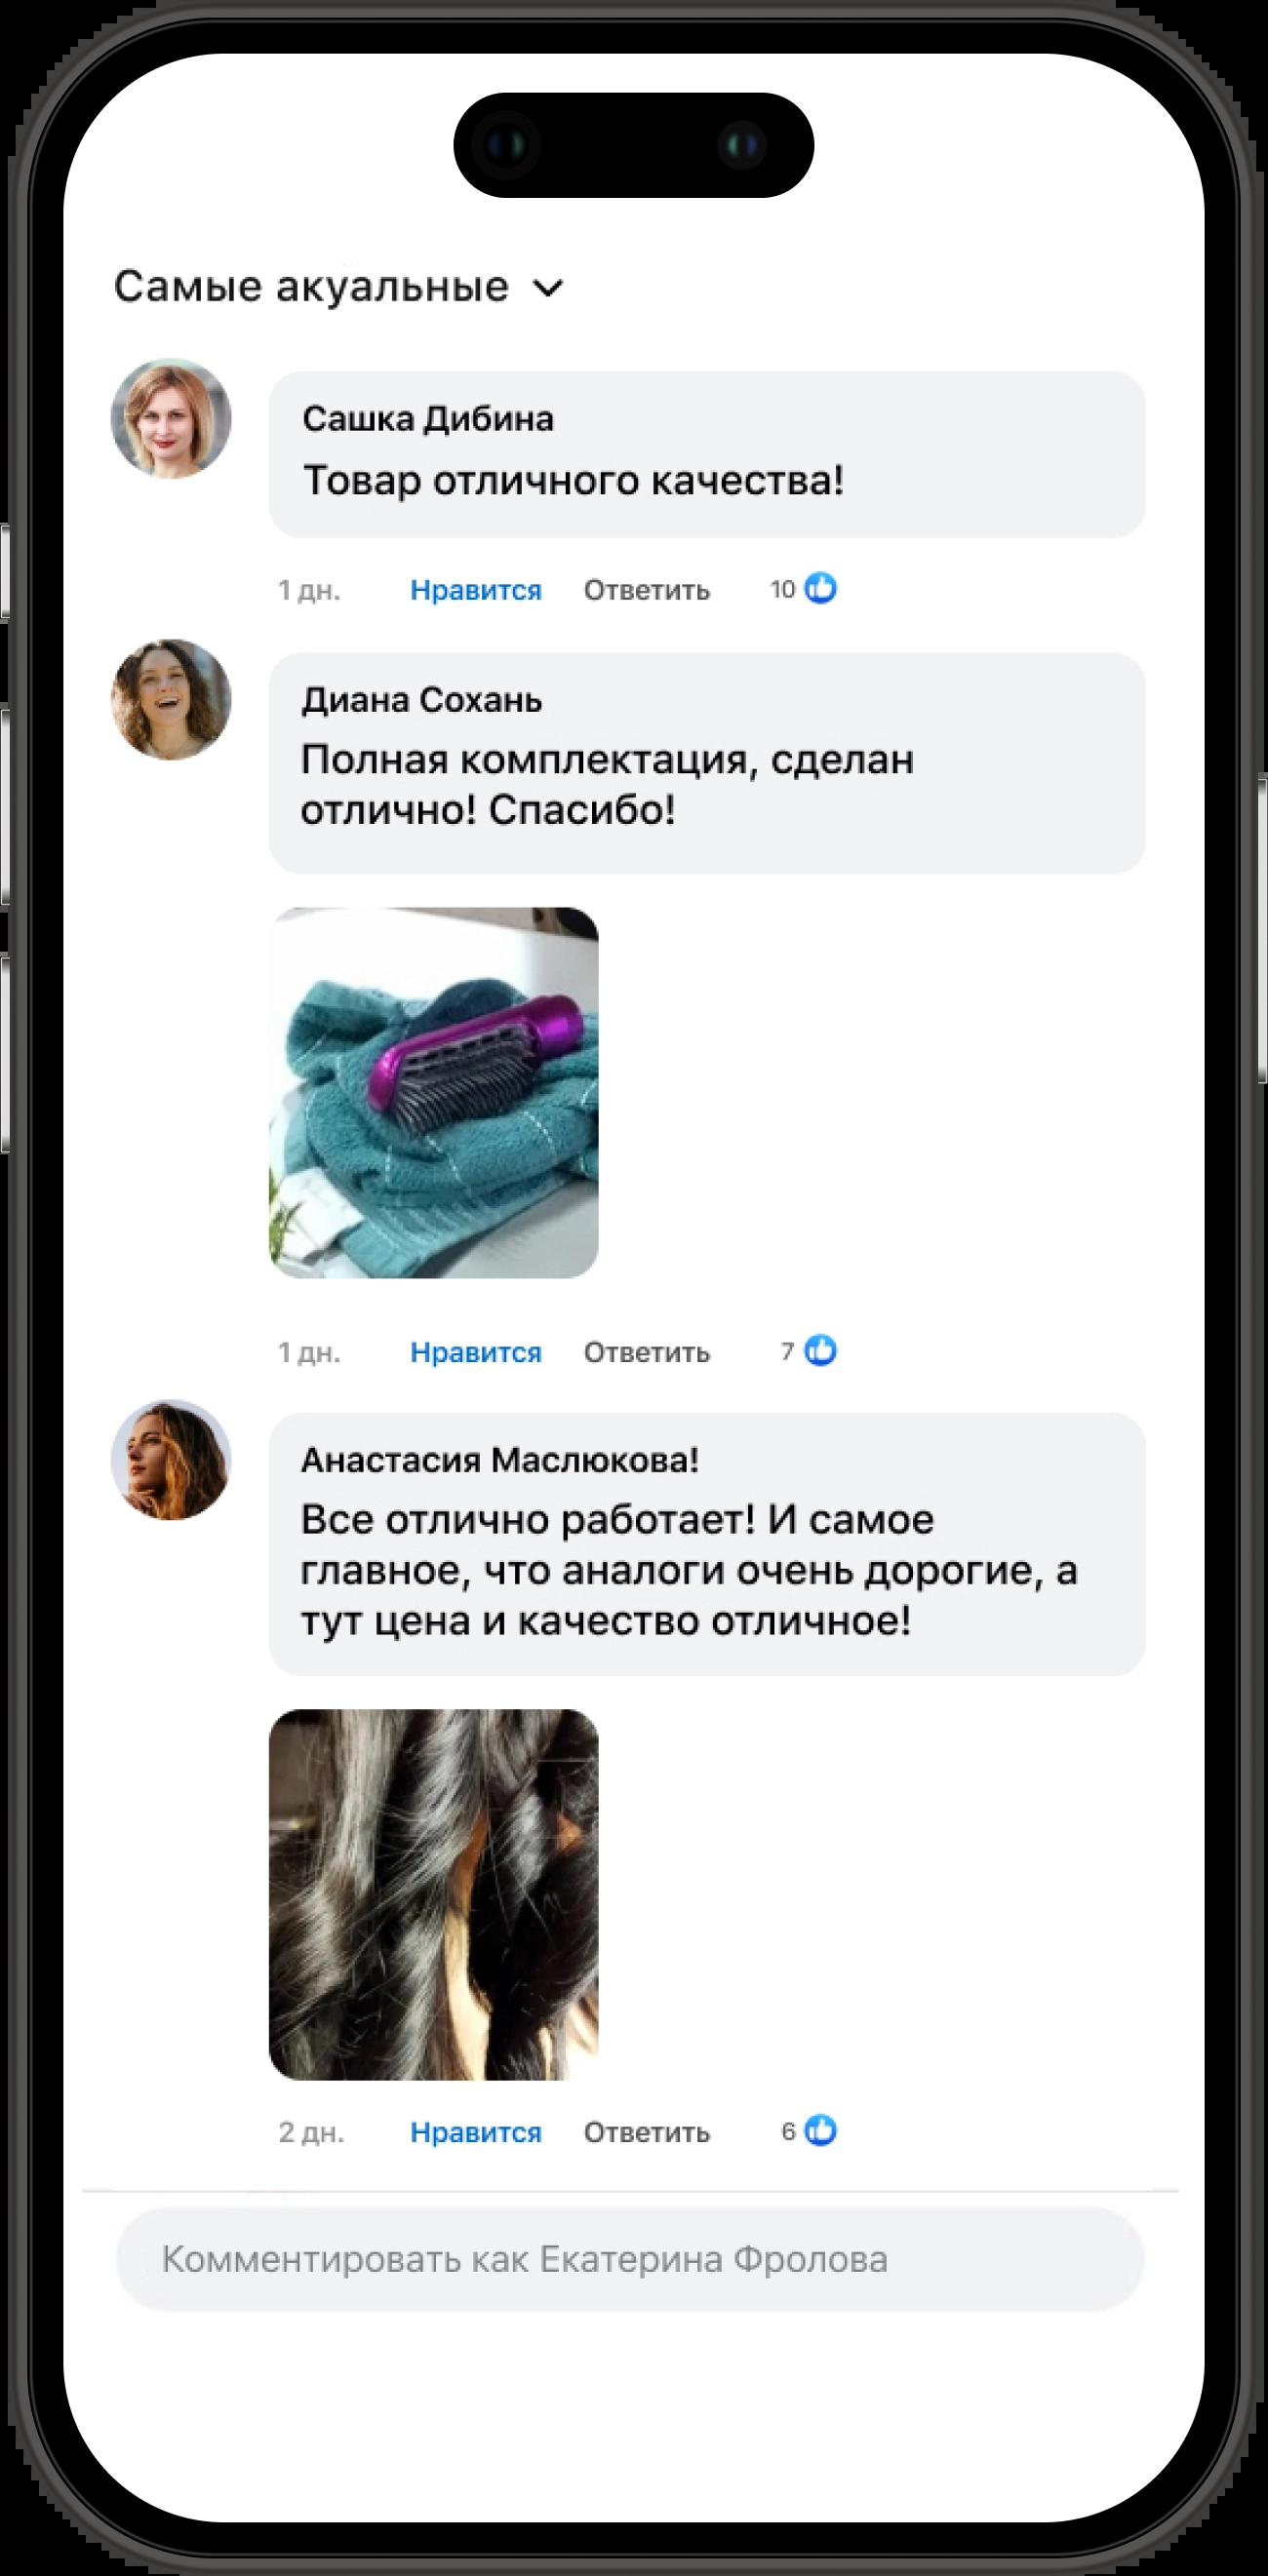 Самые акуальные
Сашка Дибина
Товар отличного качества!
1 дн. Нравится Ответить 10
Диана Сохань
Полная комплектация, сделан
отлично! Спасибо!
1 дн. Нравится Ответить 7
Анастасия Маслюкова!
Все отлично работает! И самое
главное, что аналоги очень дорогие, а
тут цена и качество отличное!
2 дн. Нравится Ответить 6
Комментировать как Екатерина Фролова